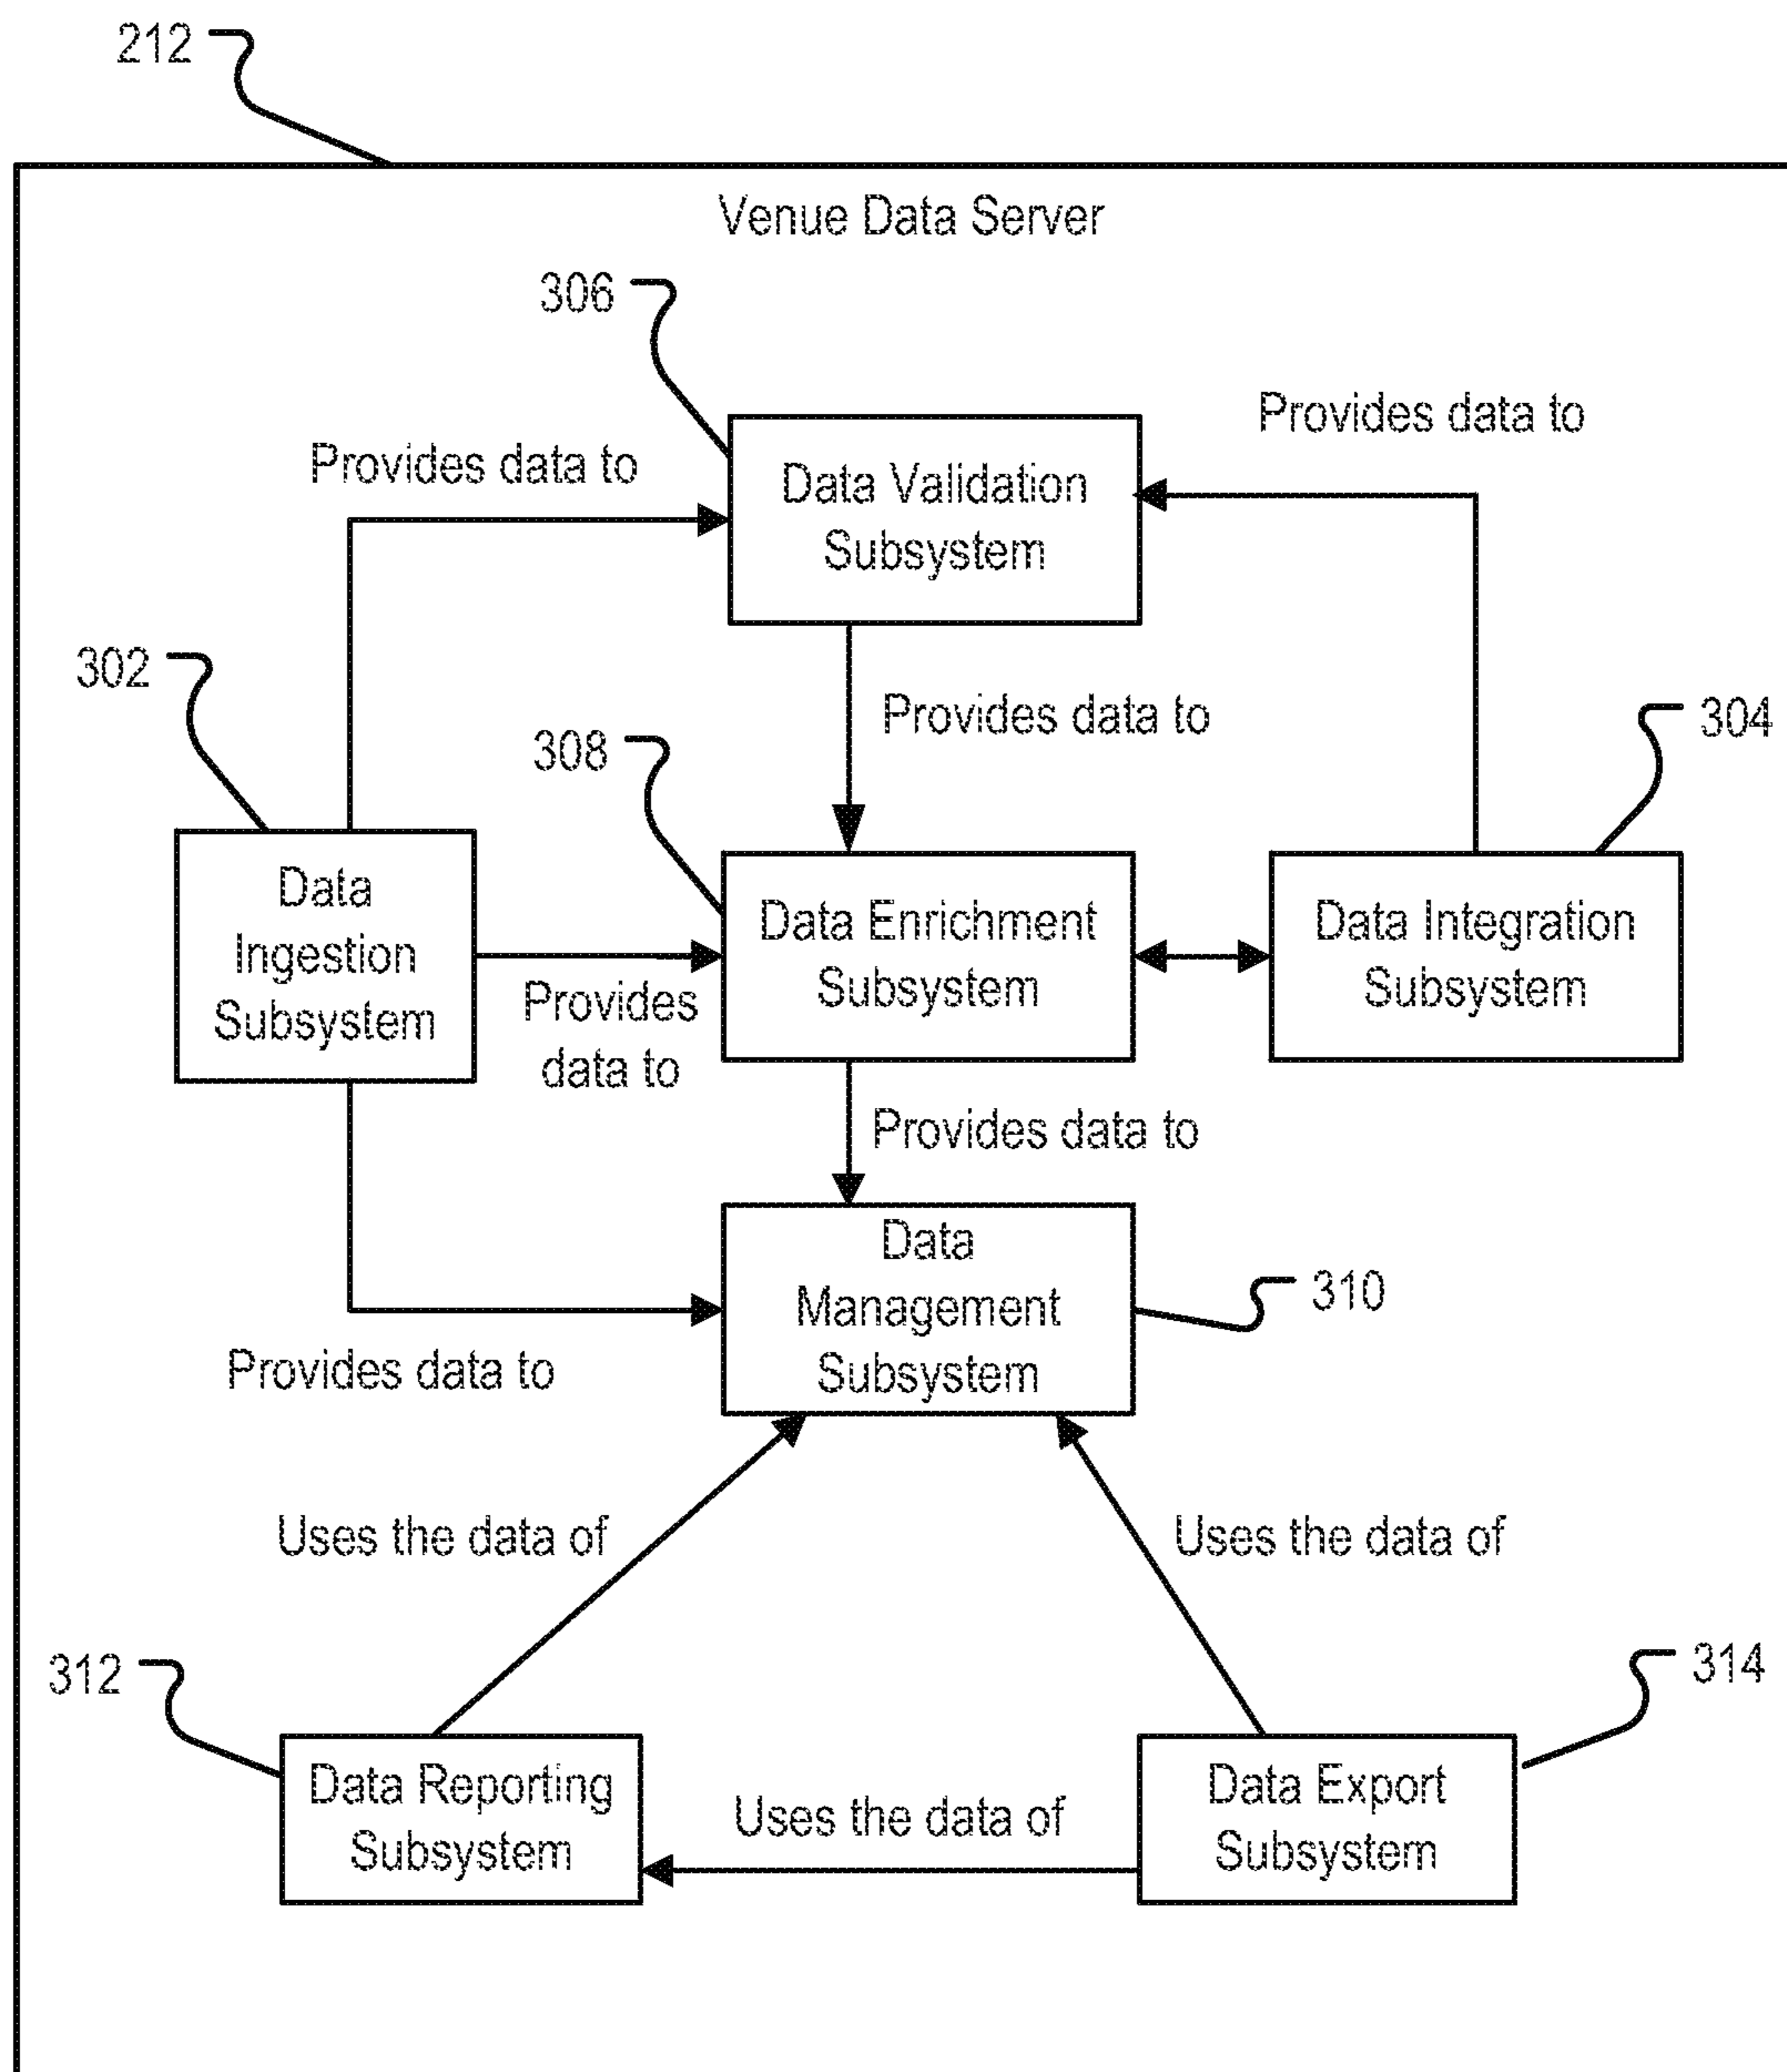 212
Venue Data Server
306
Provides data to
Provides data to
Data Validation
Subsystem
302
Provides data to
304
308
Data
Ingestion
Subsystem
Data Enrichment
Subsystem
Data Integration
Subsystem
Provides
data to
Provides data to
Data
Management
Subsystem
310
Provides data to
Uses the data of
Uses the data of
312
314
Data Reporting
Subsystem
Uses the data of
Data Export
Subsystem